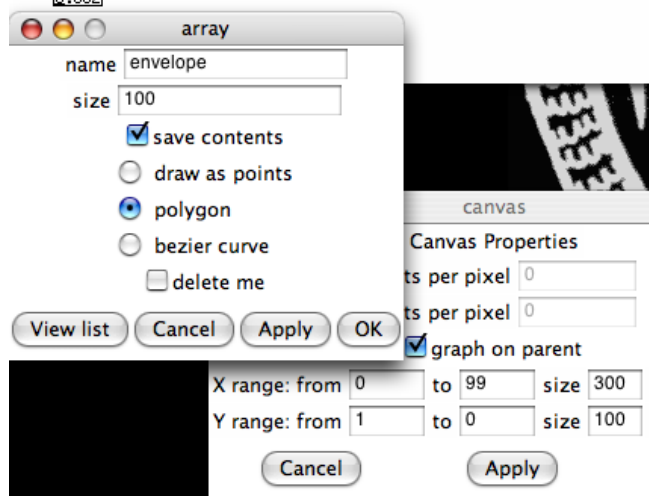 array
name envelope
size 100
save contents
draw as points
polygon
bezier curve
delete me
View list Cancel Apply OK
canvas
Canvas Properties
ts per pixel 0
ts per pixel 0
graph on parent
X range: from 0 to 99 size 300
Y range: from 1 to 0 size 100
Cancel Apply